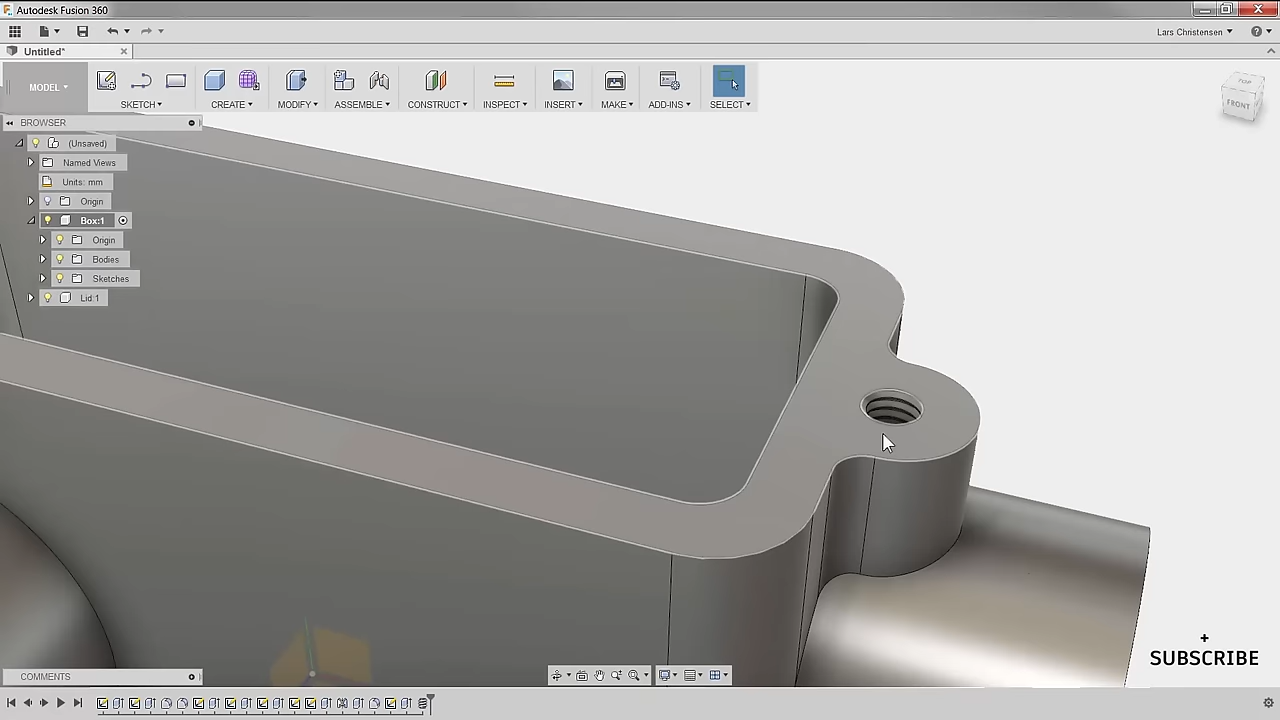 Autodesk Fusion 360
Lars Christensen
Untitled*
MODEL
SKETCH
CREATE
MODIFY
ASSEMBLE
CONSTRUCT
INSPECT
INSERT
MAKE
ADD-INS
SELECT
BROWSER
(Unsaved)
Named Views
Units: mm
Origin
Box:1
Origin
Bodies
Sketches
Lid:1
TOP
FRONT
COMMENTS
+
SUBSCRIBE